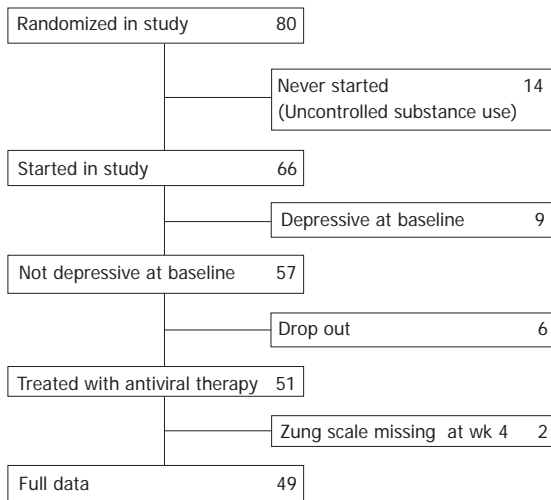 Randomized in study 80
Never started 14
(Uncontrolled substance use)
Started in study 66
Depressive at baseline 9
Not depressive at baseline 57
Drop out 6
Treated with antiviral therapy 51
Zung scale missing at wk 4 2
Full data 49